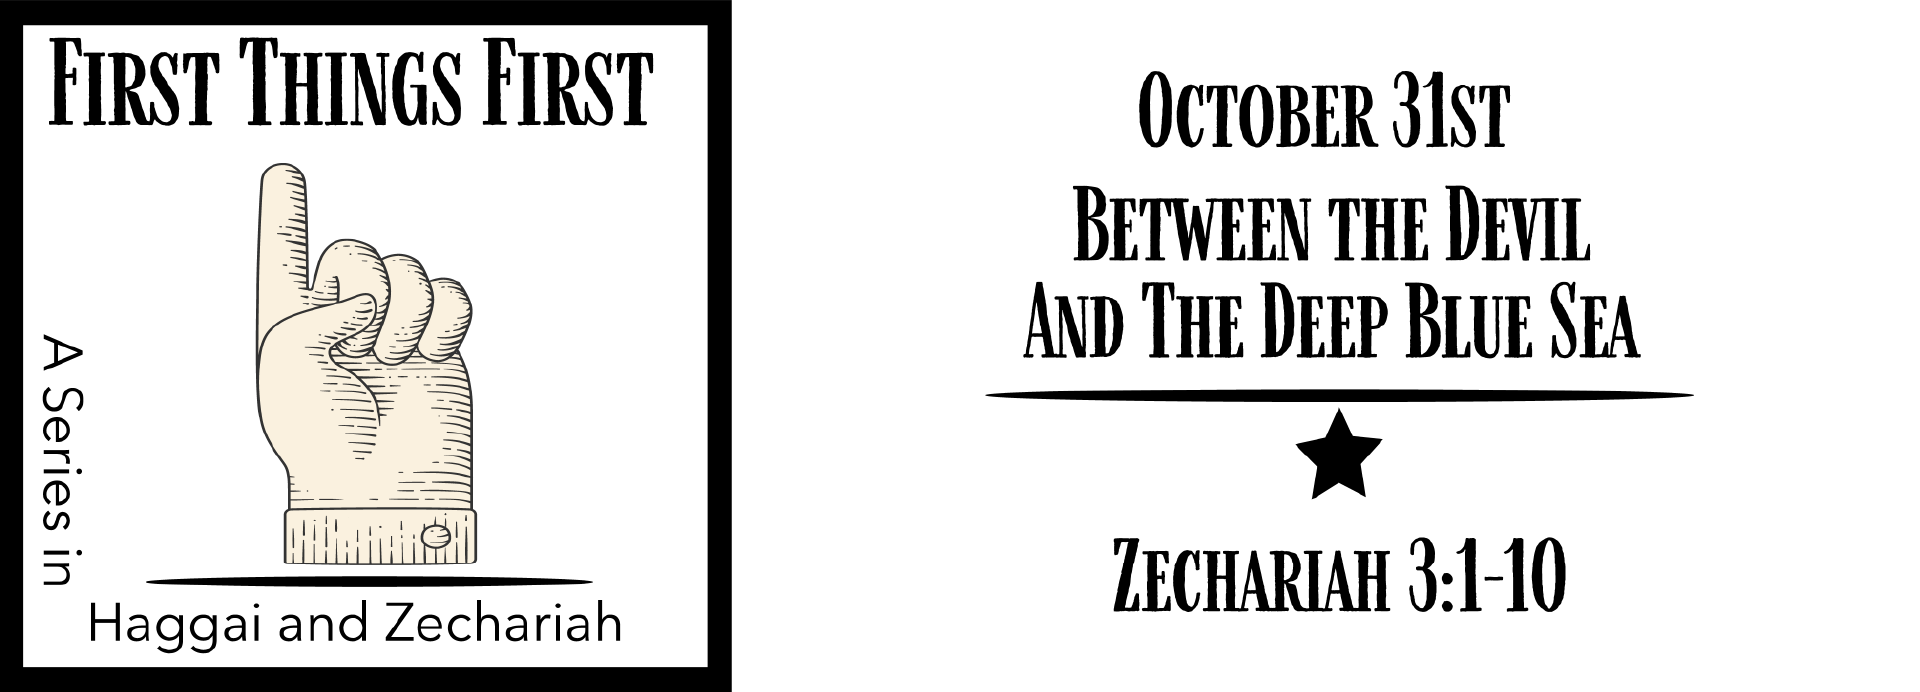 First Things First
A Series in
Haggai and Zechariah
October 31st
Between the Devil
And The Deep Blue Sea
Zechariah 3:1-10